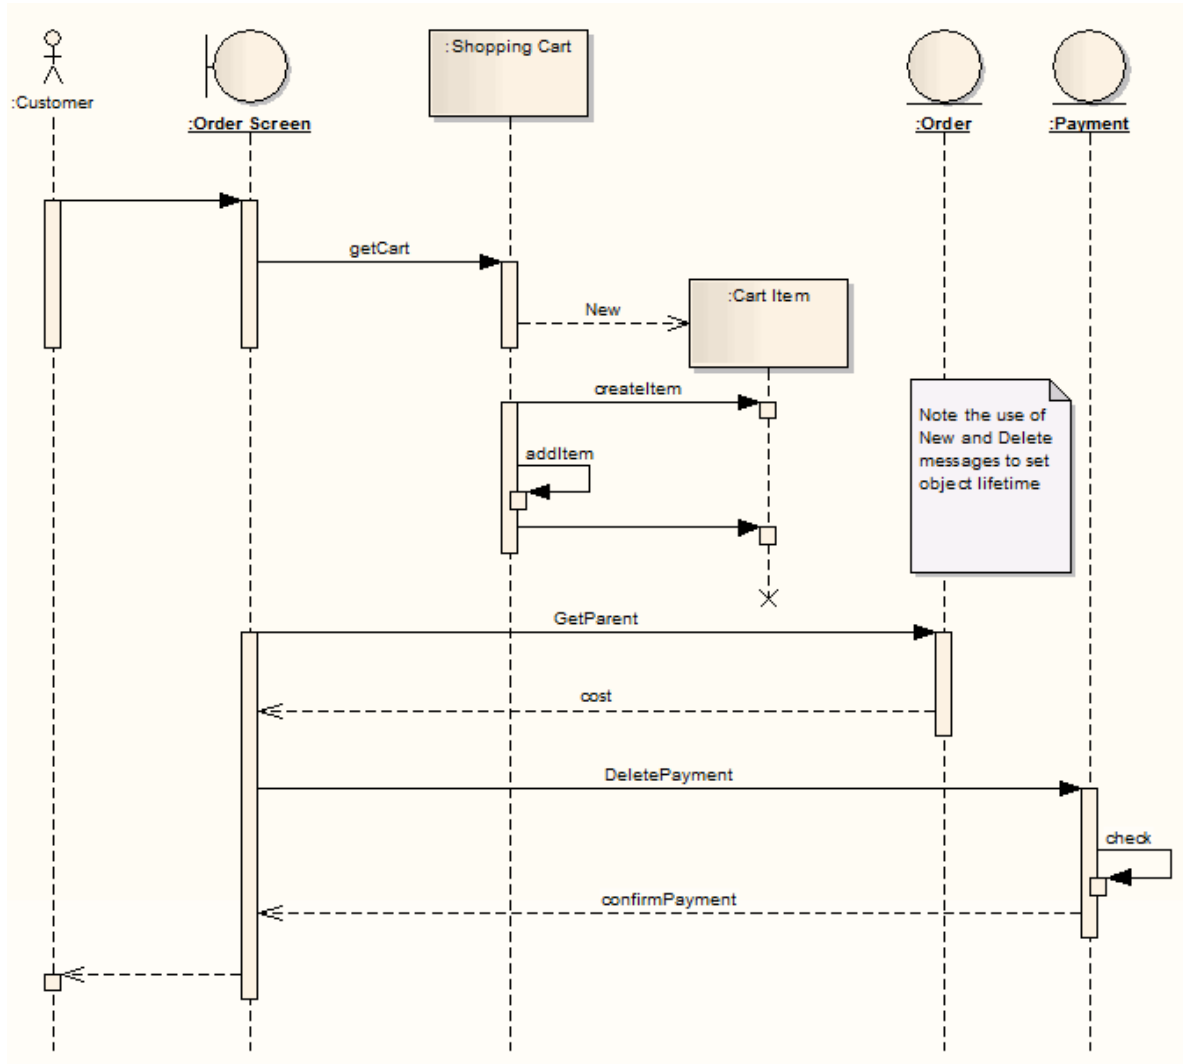 :Shopping Cart
:Customer
:Order Screen
:Order
:Payment
getCart
:Cart Item
New
createItem
Note the use of
New and Delete
messages to set
object lifetime
addItem
GetParent
cost
DeletePayment
check
confirmPayment